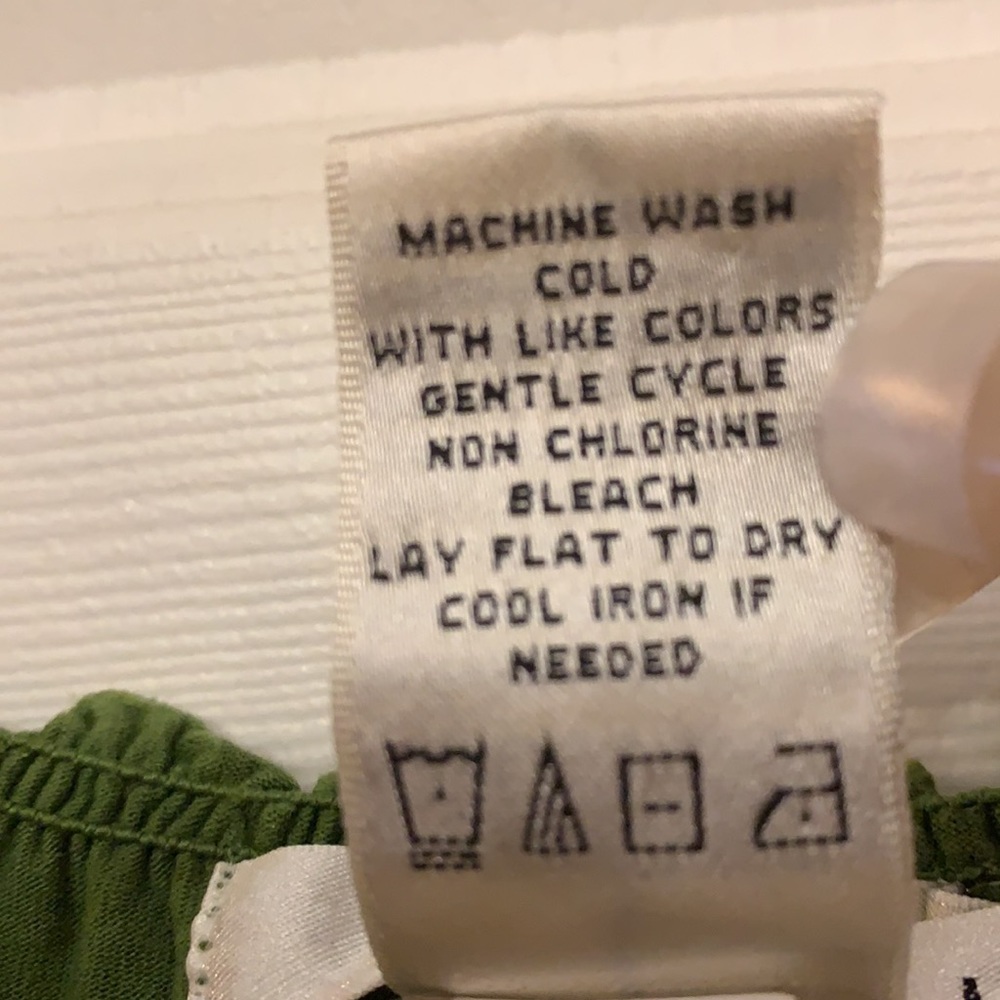 MACHINE WASH
COLD
WITH LIKE COLORS
GENTLE CYCLE
NON CHLORINE
BLEACH
LAY FLAT TO DRY
COOL IRON IF
NEEDED